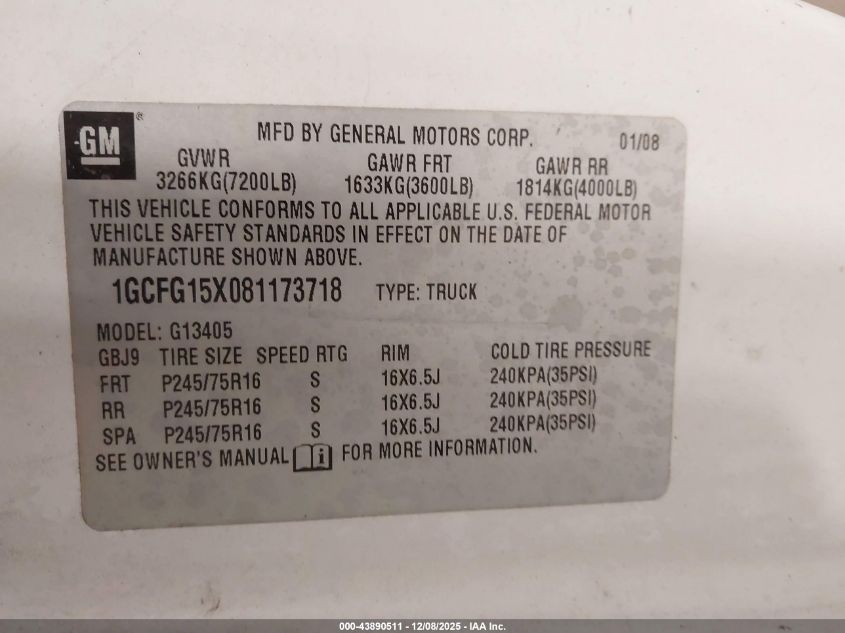 GM®
MFD BY GENERAL MOTORS CORP. 01/08
GVWR GAWR FRT GAWR RR
3266KG(7200LB) 1633KG(3600LB) 1814KG(4000LB)
THIS VEHICLE CONFORMS TO ALL APPLICABLE U.S. FEDERAL MOTOR
VEHICLE SAFETY STANDARDS IN EFFECT ON THE DATE OF
MANUFACTURE SHOWN ABOVE.
1GCFG15X081173718 TYPE: TRUCK
MODEL: G13405
GBJ9 TIRE SIZE SPEED RTG RIM COLD TIRE PRESSURE
FRT P245/75R16 S 16X6.5J 240KPA(35PSI)
RR P245/75R16 S 16X6.5J 240KPA(35PSI)
SPA P245/75R16 S 16X6.5J 240KPA(35PSI)
SEE OWNER'S MANUAL i FOR MORE INFORMATION.
000-43890511 - 12/08/2025 - IAA Inc.